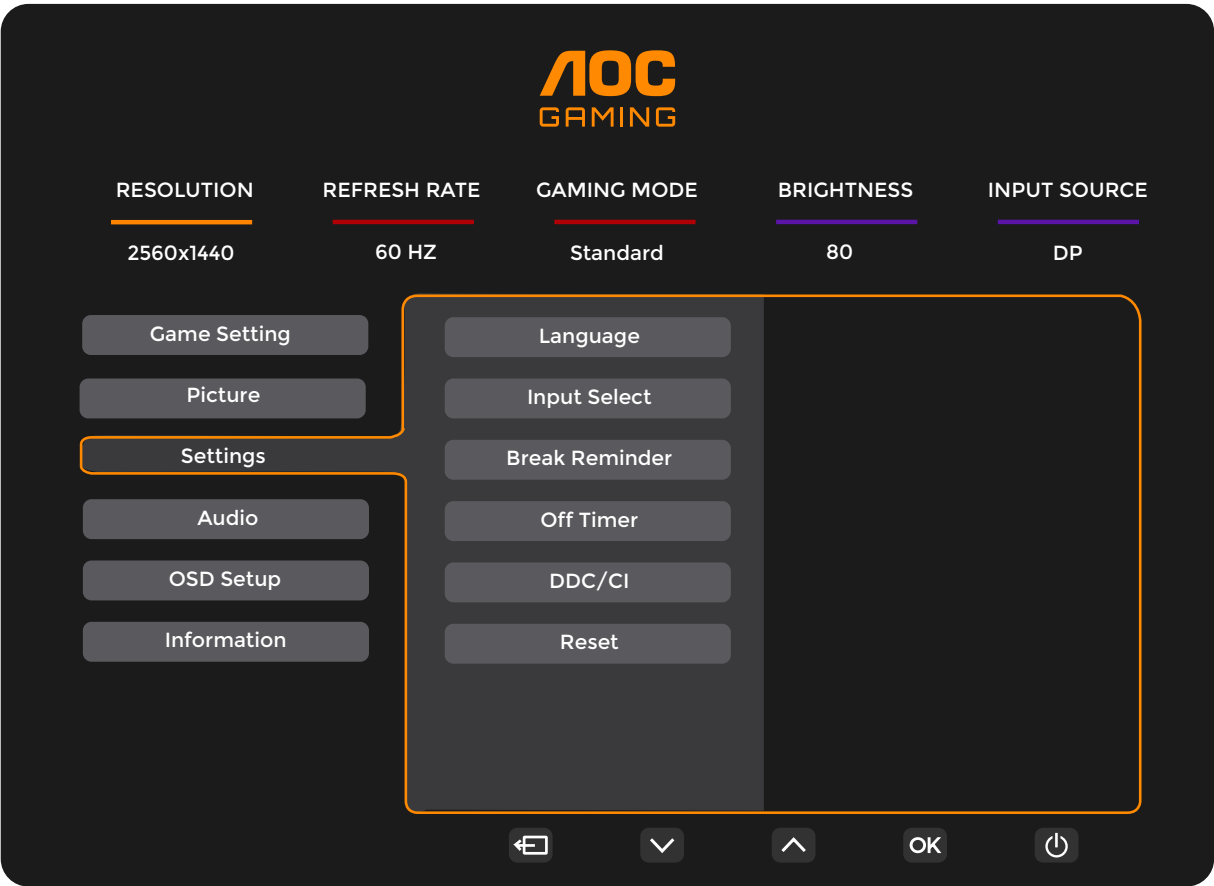 AOC
GAMING
RESOLUTION REFRESH RATE GAMING MODE BRIGHTNESS INPUT SOURCE
2560x1440 60 HZ Standard 80 DP
Game Setting
Picture
Settings
Audio
OSD Setup
Information
Language
Input Select
Break Reminder
Off Timer
DDC/CI
Reset
OK